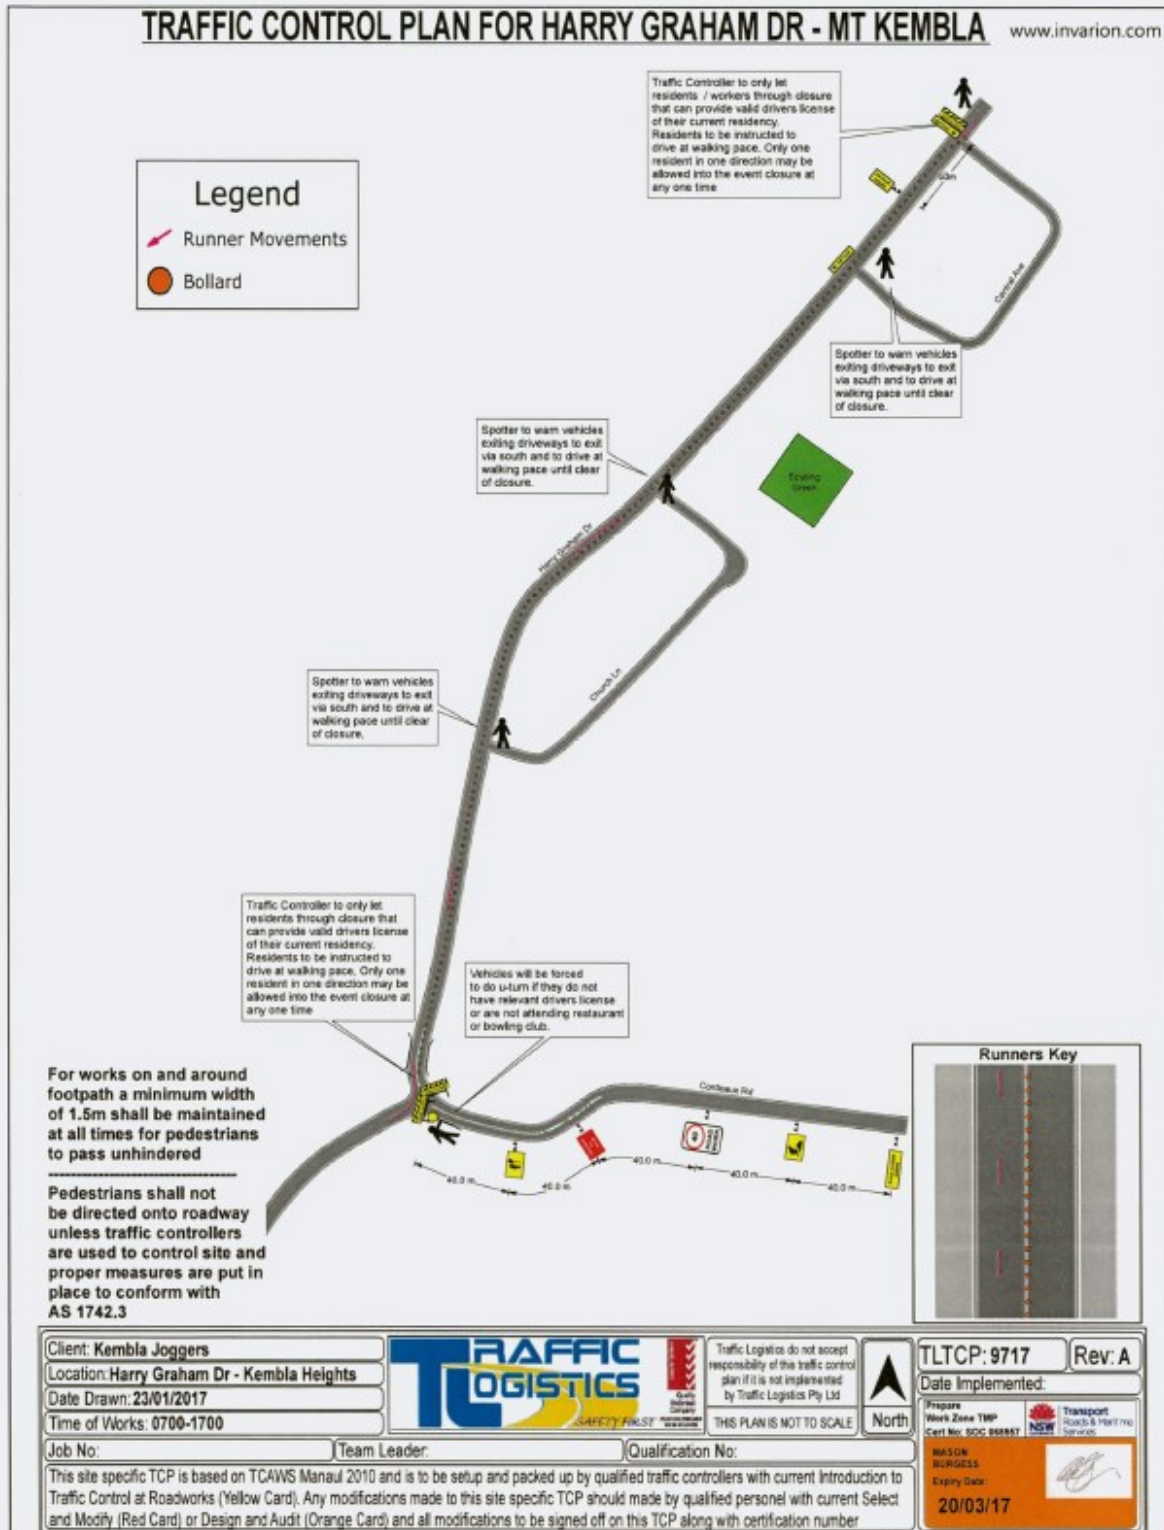 TRAFFIC CONTROL PLAN FOR HARRY GRAHAM DR - MT KEMBLA
www.invarion.com
Traffic Controller to only let
residents / workers through closure
that can provide valid drivers license
of their current residency.
Residents to be instructed to
drive at walking pace. Only one
resident in one direction may be
allowed into the event closure at
any one time
Legend
Runner Movements
Bollard
Central Ave
Spotter to warn vehicles
exiting driveways to exit
via south and to drive at
walking pace until clear
of closure.
Spotter to warn vehicles
exiting driveways to exit
via south and to drive at
walking pace until clear
of closure.
Bowling
Green
Harry Graham Dr
Church Ln
Spotter to warn vehicles
exiting driveways to exit
via south and to drive at
walking pace until clear
of closure.
Traffic Controller to only let
residents through closure that
can provide valid drivers license
of their current residency.
Residents to be instructed to
drive at walking pace. Only one
resident in one direction may be
allowed into the event closure at
any one time
Vehicles will be forced
to do u-turn if they do not
have relevant drivers license
or are not attending restaurant
or bowling club.
Cordeaux Rd
40
ROAD
WORK
40.0 m
40.0 m
40.0 m
40.0 m
40.0 m
For works on and around
footpath a minimum width
of 1.5m shall be maintained
at all times for pedestrians
to pass unhindered
Pedestrians shall not
be directed onto roadway
unless traffic controllers
are used to control site and
proper measures are put in
place to conform with
AS 1742.3
Runners Key
Client: Kembla Joggers
Location: Harry Graham Dr - Kembla Heights
Date Drawn: 23/01/2017
Time of Works: 0700-1700
TRAFFIC
LOGISTICS
SAFETY FIRST
Quality
Endorsed
Company
Traffic Logistics do not accept
responsibility of this traffic control
plan if it is not implemented
by Traffic Logistics Pty Ltd
THIS PLAN IS NOT TO SCALE
North
TLTCP: 9717
Rev: A
Date Implemented:
Prepare
Work Zone TMP
Cert No: SOC 068957
NSW
Transport
Roads & Maritime
Services
MASON
BURGESS
Expiry Date:
20/03/17
Job No:
Team Leader:
Qualification No:
This site specific TCP is based on TCAWS Manaul 2010 and is to be setup and packed up by qualified traffic controllers with current Introduction to
Traffic Control at Roadworks (Yellow Card). Any modifications made to this site specific TCP should made by qualified personel with current Select
and Modify (Red Card) or Design and Audit (Orange Card) and all modifications to be signed off on this TCP along with certification number